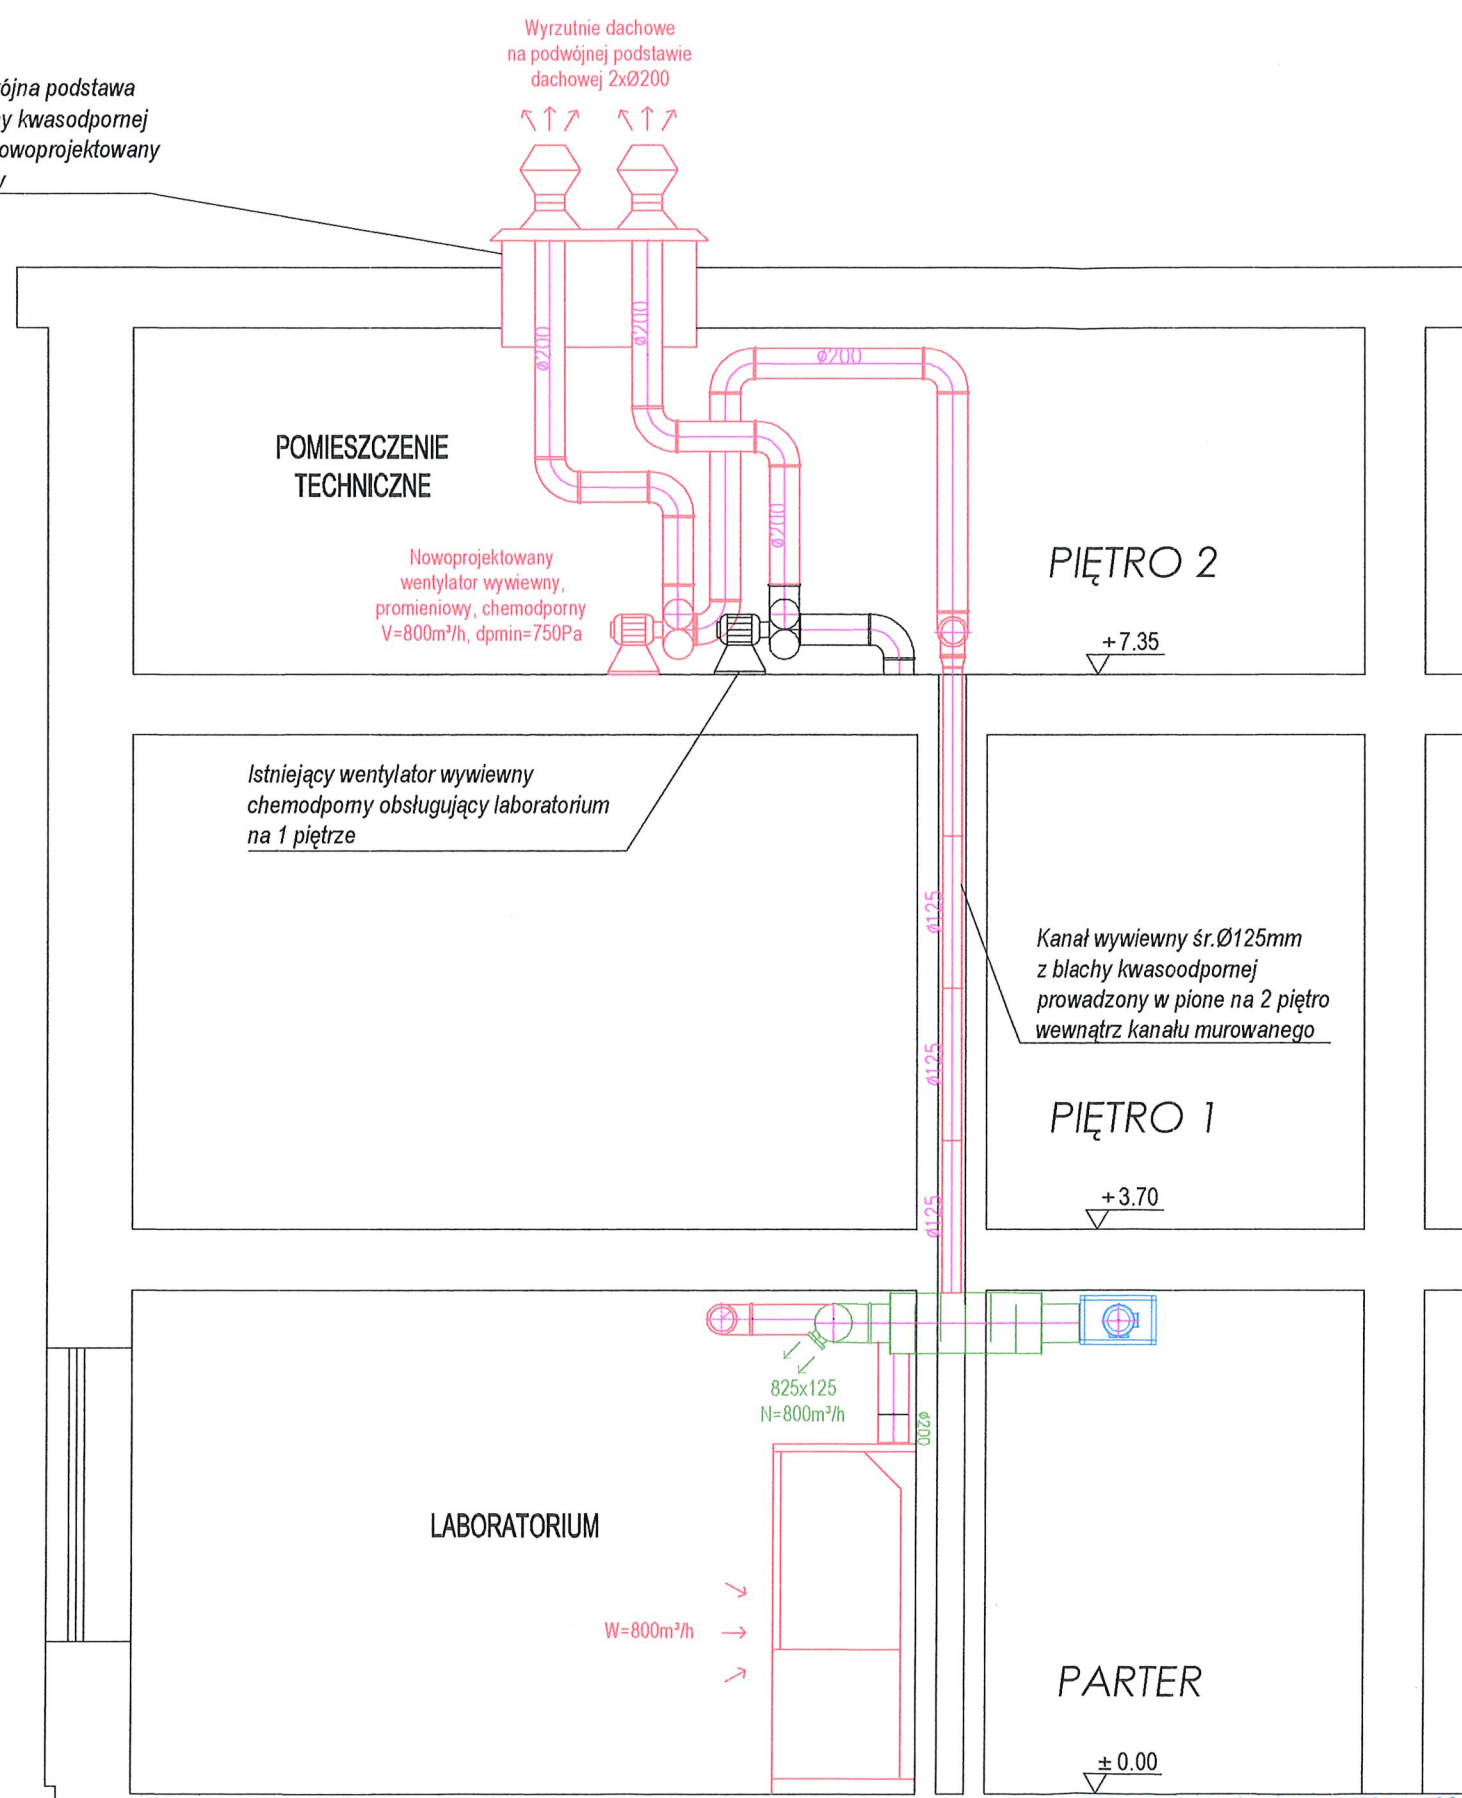 Wyrzutnie dachowe
na podwójnej podstawie
dachowej 2xØ200
ójna podstawa
y kwasodpornej
owoprojektowany
y
ø200
ø200
ø200
POMIESZCZENIE
TECHNICZNE
ø200
Nowoprojektowany
wentylator wywiewny,
promieniowy, chemodporny
V=800m³/h, dpmin=750Pa
PIĘTRO 2
+7.35
Istniejący wentylator wywiewny
chemodporny obsługujący laboratorium
na 1 piętrze
ø125
Kanał wywiewny śr.Ø125mm
z blachy kwasoodpornej
prowadzony w pione na 2 piętro
wewnątrz kanału murowanego
ø125
PIĘTRO 1
+3.70
ø125
825x125
N=800m³/h
ø200
LABORATORIUM
W=800m³/h
PARTER
±0.00